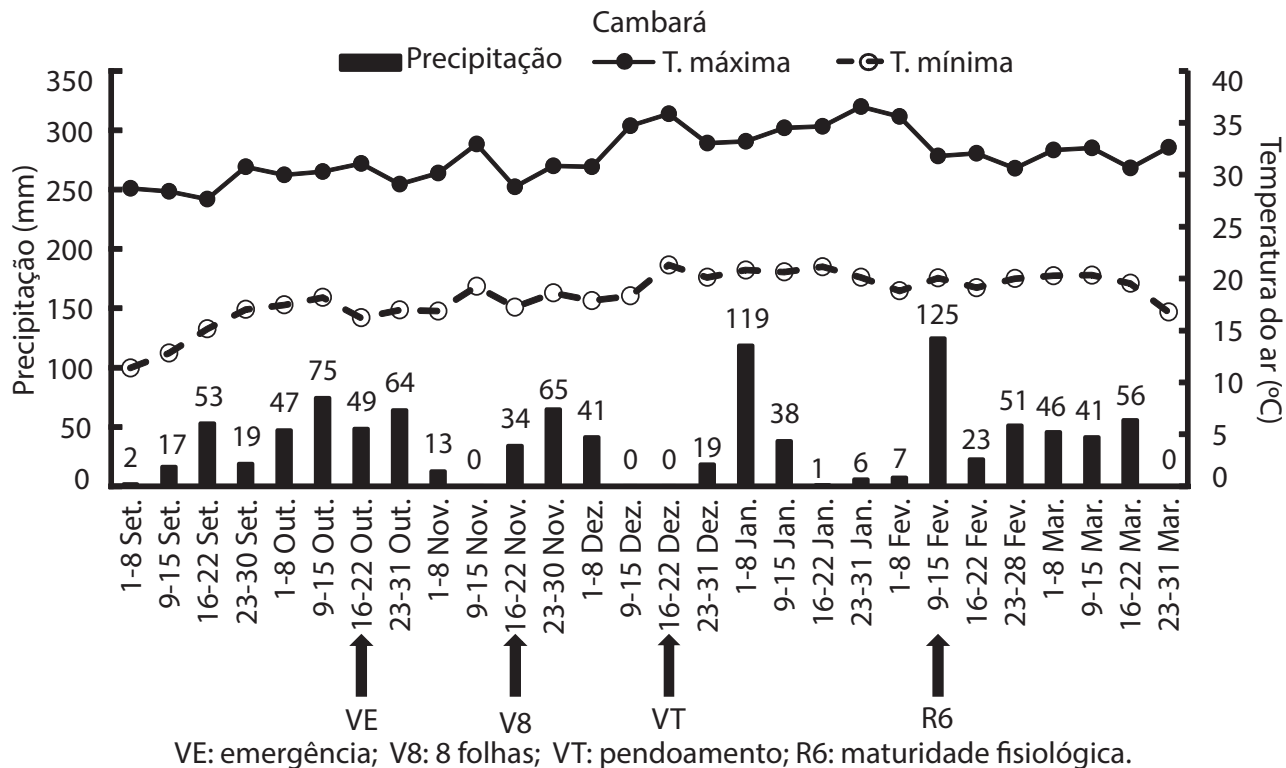 Cambará
Precipitação T. máxima T. mínima
350
300
250
200
150
100
50
0
Precipitação (mm)
40
35
30
25
20
15
10
5
0
Temperatura do ar (ºC)
2
17
53
19
47
75
49
64
13
0
34
65
41
0
0
19
119
38
1
6
7
125
23
51
46
41
56
0
1-8 Set.
9-15 Set.
16-22 Set.
23-30 Set.
1-8 Out.
9-15 Out.
16-22 Out.
23-31 Out.
1-8 Nov.
9-15 Nov.
16-22 Nov.
23-30 Nov.
1-8 Dez.
9-15 Dez.
16-22 Dez.
23-31 Dez.
1-8 Jan.
9-15 Jan.
16-22 Jan.
23-31 Jan.
1-8 Fev.
9-15 Fev.
16-22 Fev.
23-28 Fev.
1-8 Mar.
9-15 Mar.
16-22 Mar.
23-31 Mar.
VE V8 VT R6
VE: emergência; V8: 8 folhas; VT: pendoamento; R6: maturidade fisiológica.